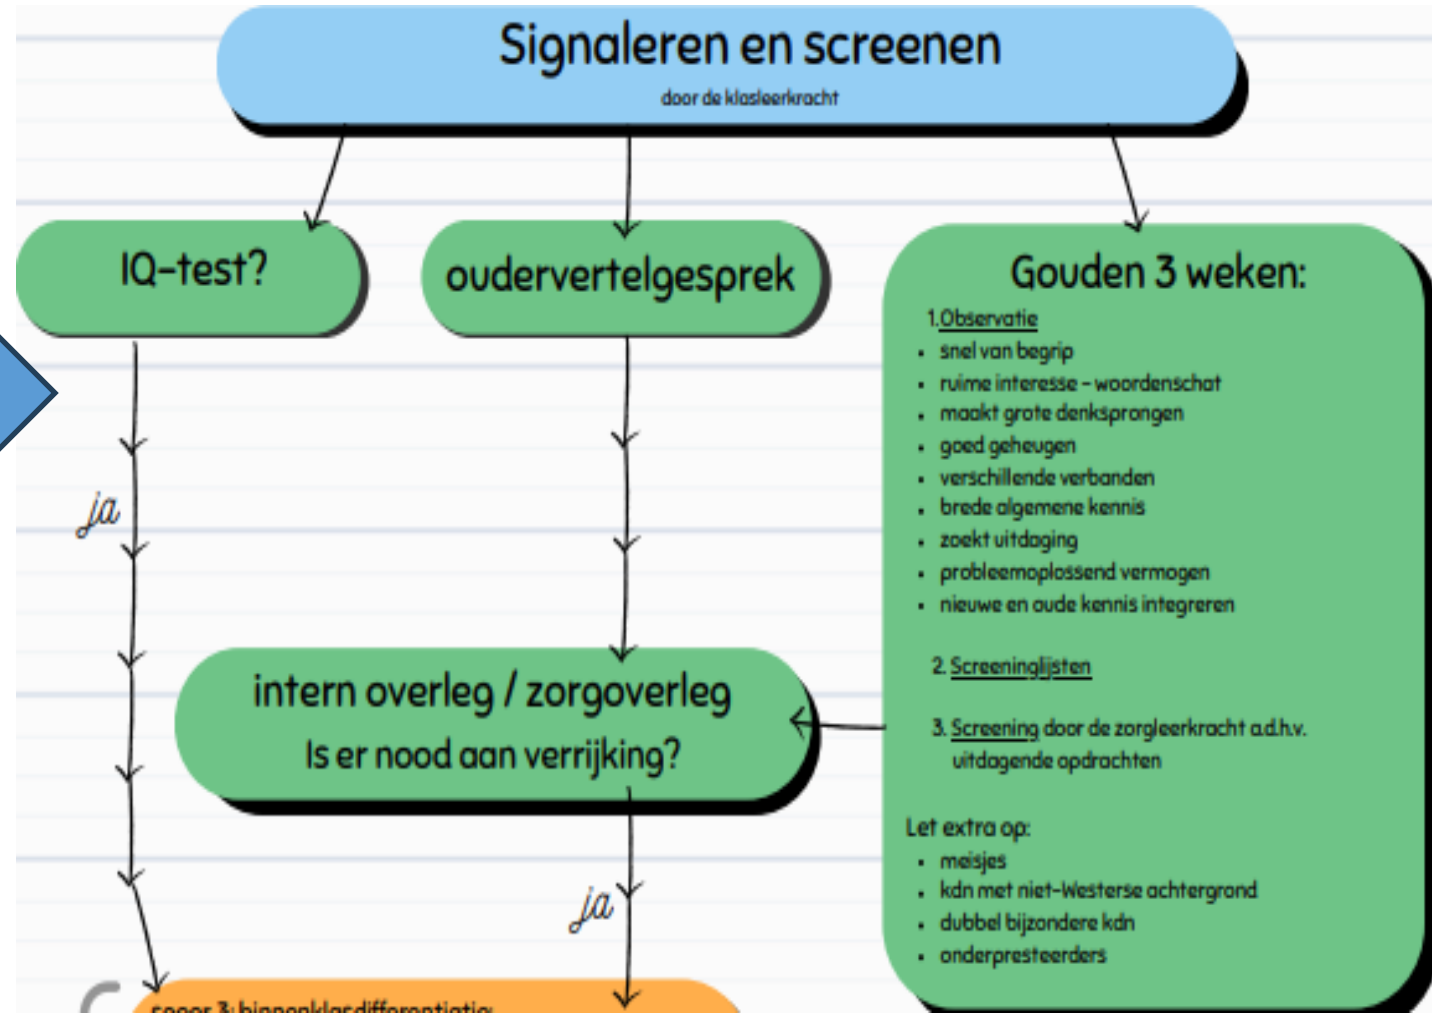 Signaleren en screenen
door de klasleerkracht
IQ-test?
oudervertelgesprek
Gouden 3 weken:
1.Observatie
• snel van begrip
• ruime interesse - woordenschat
• maakt grote denksprongen
• goed geheugen
• verschillende verbanden
• brede algemene kennis
• zoekt uitdaging
• probleemoplossend vermogen
• nieuwe en oude kennis integreren
2. Screeninglijsten
3. Screening door de zorgleerkracht a.d.h.v.
uitdagende opdrachten
Let extra op:
• meisjes
• kdn met niet-Westerse achtergrond
• dubbel bijzondere kdn
• onderpresteerders
ja
intern overleg / zorgoverleg
Is er nood aan verrijking?
ja
3: binnenklasdifferentiatie: